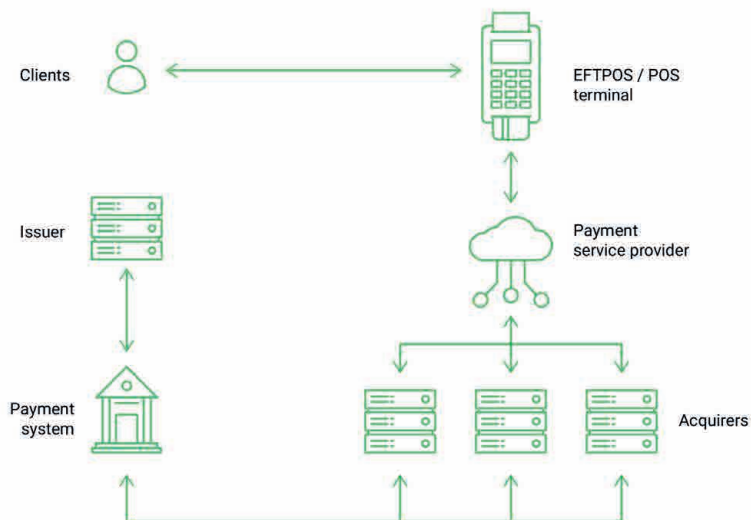 Clients
EFTPOS / POS
terminal
Issuer
Payment
service provider
Payment
system
Acquirers